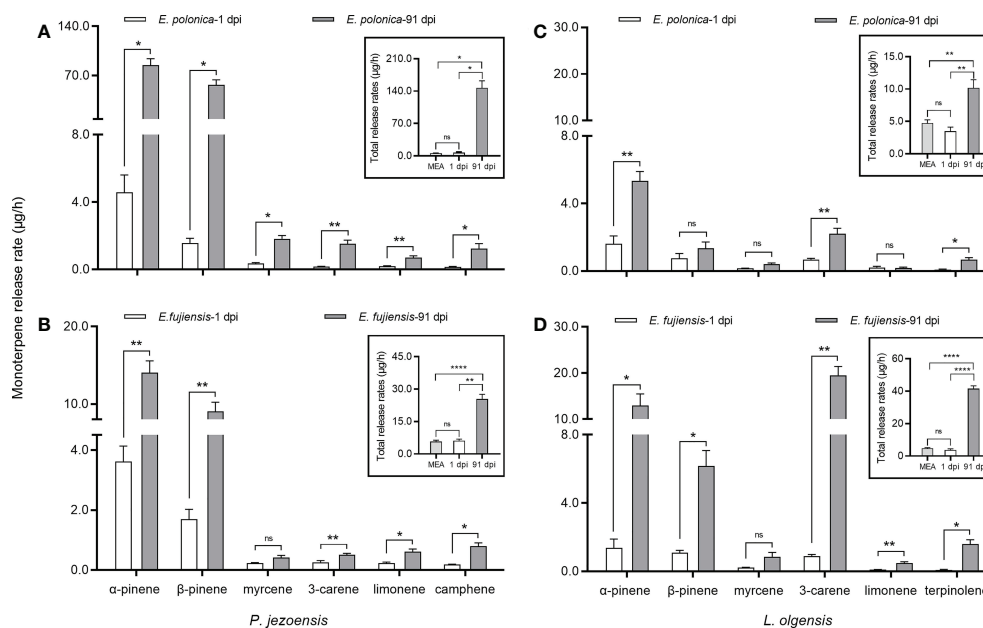 A
E. polonica-1 dpi
E. polonica-91 dpi
140.0
70.0
8.0
4.0
0.0
*
*
*
**
**
*
Total release rates (μg/h)
210.0
140.0
70.0
0.0
ns
*
*
MEA 1 dpi 91 dpi
C
E. polonica-1 dpi
E. polonica-91 dpi
30.0
20.0
10.0
8.0
4.0
0.0
**
ns
ns
**
ns
*
Total release rates (μg/h)
15.0
10.0
5.0
0.0
ns
**
**
MEA 1 dpi 91 dpi
Monoterpene release rate (μg/h)
B
E.fujiensis-1 dpi
E. fujiensis-91 dpi
20.0
10.0
4.0
2.0
0.0
**
**
ns
**
*
*
Total release rates (μg/h)
45.0
30.0
15.0
0.0
ns
****
**
MEA 1 dpi 91 dpi
α-pinene β-pinene myrcene 3-carene limonene camphene
P. jezoensis
D
E. fujiensis-1 dpi
E. fujiensis-91 dpi
30.0
20.0
10.0
8.0
4.0
0.0
*
*
ns
**
**
*
Total release rates (μg/h)
60
40
20
0
ns
****
****
MEA 1 dpi 91 dpi
α-pinene β-pinene myrcene 3-carene limonene terpinolene
L. olgensis